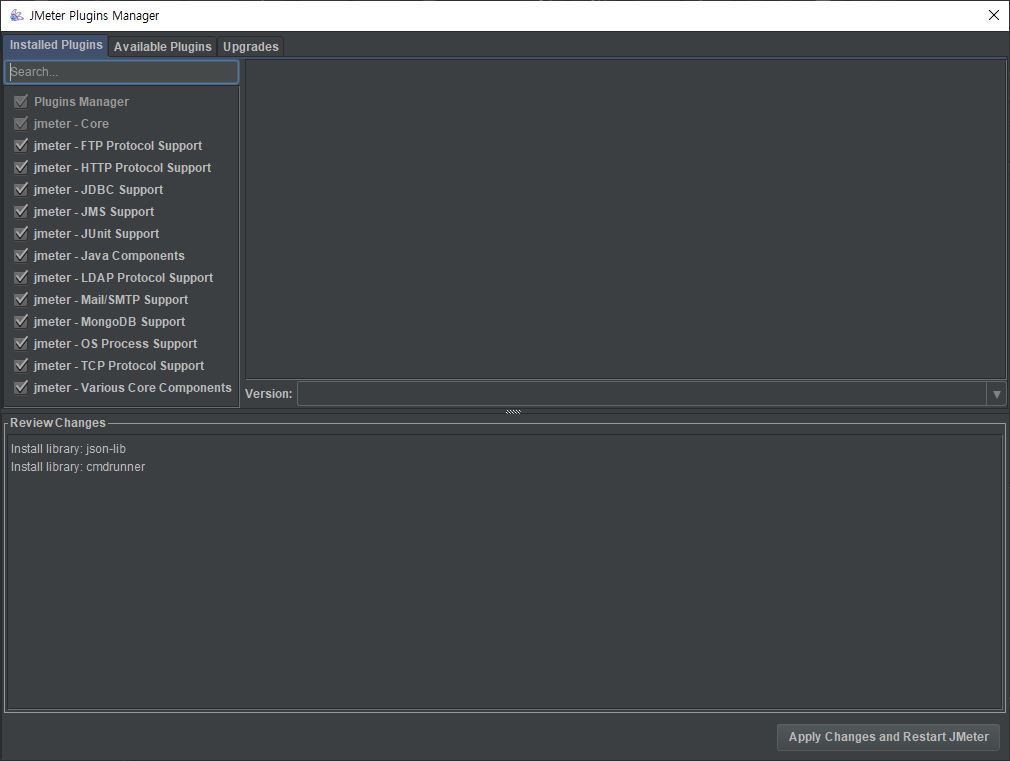 JMeter Plugins Manager
Installed Plugins
Available Plugins
Upgrades
Search...
Plugins Manager
jmeter - Core
jmeter - FTP Protocol Support
jmeter - HTTP Protocol Support
jmeter - JDBC Support
jmeter - JMS Support
jmeter - JUnit Support
jmeter - Java Components
jmeter - LDAP Protocol Support
jmeter - Mail/SMTP Support
jmeter - MongoDB Support
jmeter - OS Process Support
jmeter - TCP Protocol Support
jmeter - Various Core Components
Version:
Review Changes
Install library: json-lib
Install library: cmdrunner
Apply Changes and Restart JMeter